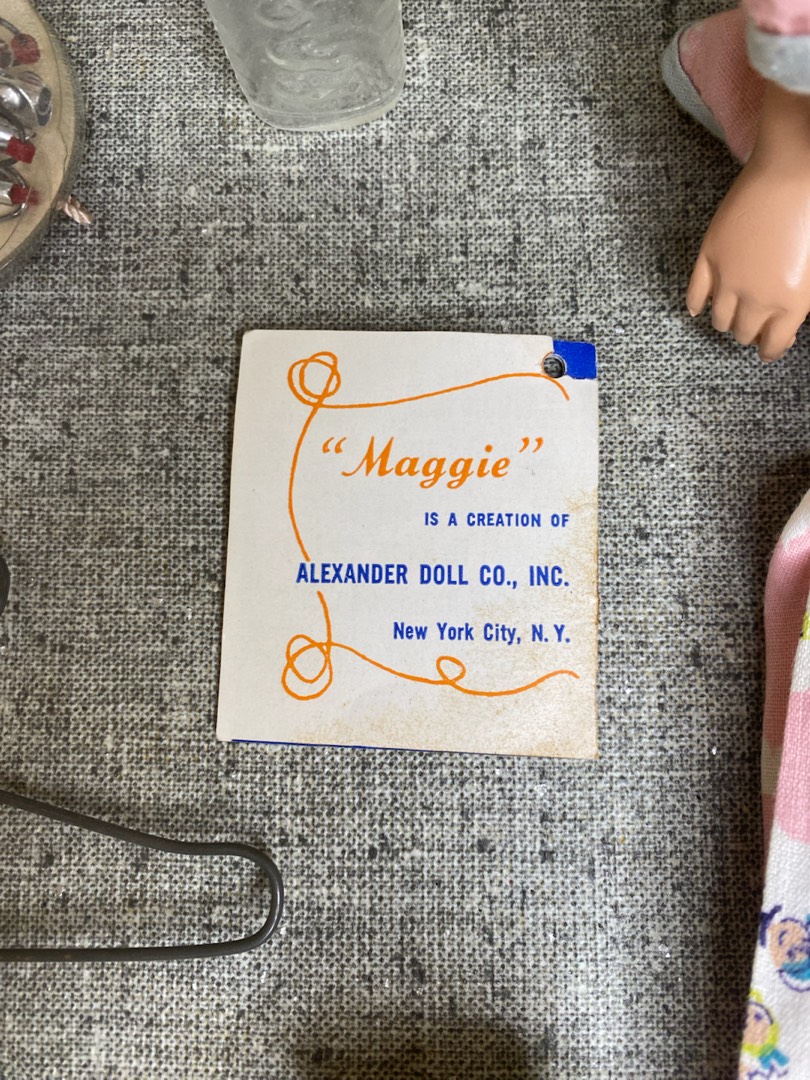 "Maggie"
IS A CREATION OF
ALEXANDER DOLL CO., INC.
New York City, N. Y.